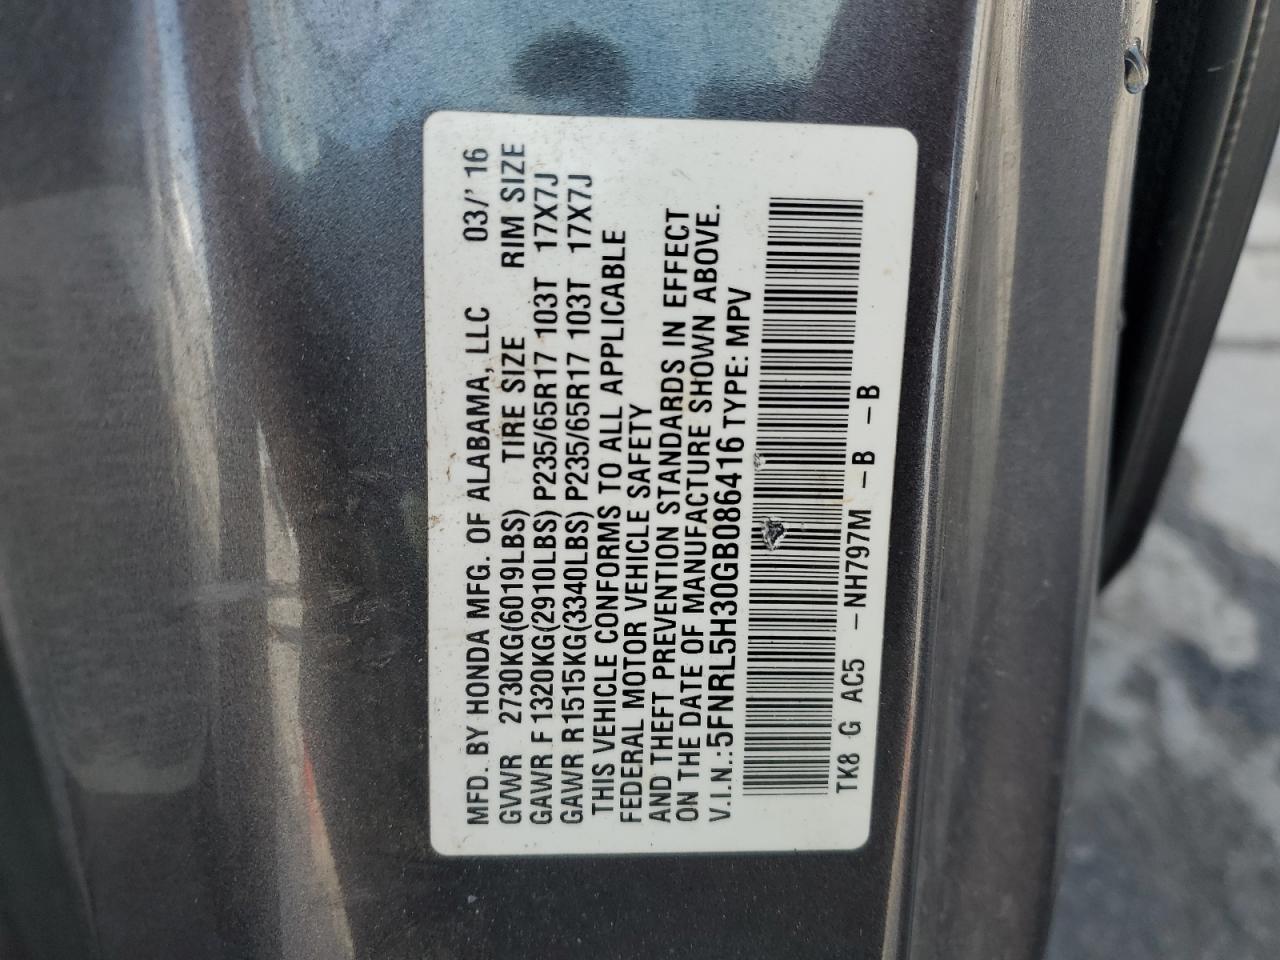 MFD. BY HONDA MFG. OF ALABAMA, LLC 03/'16
GVWR 2730KG(6019LBS) TIRE SIZE RIM SIZE
GAWR F 1320KG(2910LBS) P235/65R17 103T 17X7J
GAWR R1515KG(3340LBS) P235/65R17 103T 17X7J
THIS VEHICLE CONFORMS TO ALL APPLICABLE
FEDERAL MOTOR VEHICLE SAFETY
AND THEFT PREVENTION STANDARDS IN EFFECT
ON THE DATE OF MANUFACTURE SHOWN ABOVE.
V.I.N.:5FNRL5H30GB086416 TYPE: MPV
TK8 G AC5 -NH797M -B -B